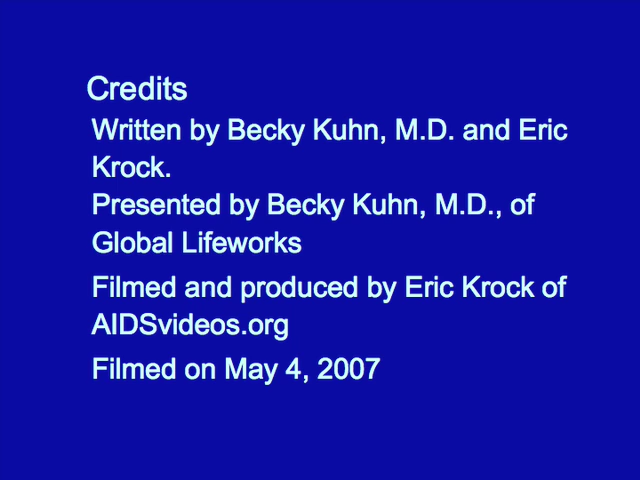 Credits
Written by Becky Kuhn, M.D. and Eric
Krock.
Presented by Becky Kuhn, M.D., of
Global Lifeworks
Filmed and produced by Eric Krock of
AIDSvideos.org
Filmed on May 4, 2007